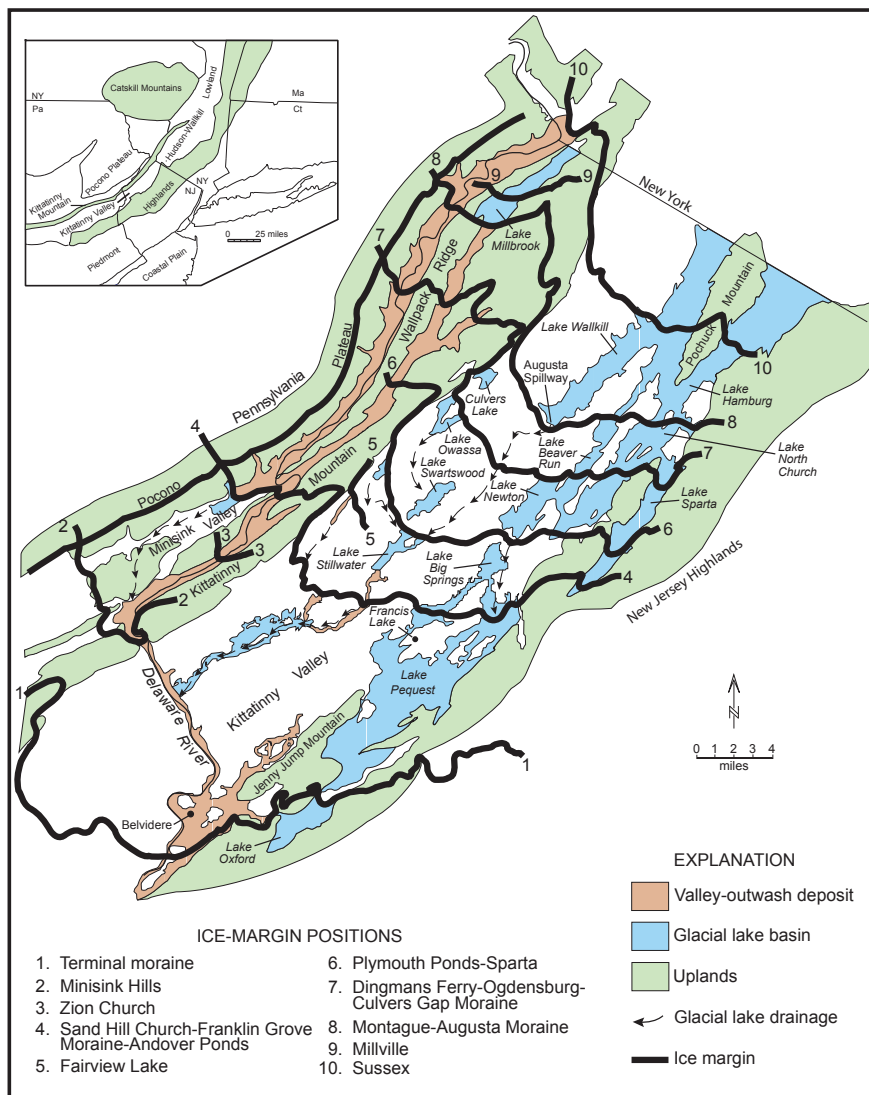 NY
Pa
Catskill Mountains
Ma
Ct
Hudson-Wallkill
Lowland
Pocono Plateau
Kittatinny
Mountain
Kittatinny Valley
Highlands
NY
NJ
Piedmont
Coastal Plain
0 25 miles
10
8
9
9
New York
Lake
Millbrook
7
Ridge
Wallpack
Plateau
Lake Wallkill
Pochuck
Mountain
10
6
Augusta
Spillway
Culvers
Lake
Lake
Hamburg
Pennsylvania
4
8
Lake
Owassa
Lake
Beaver
Run
Lake
North
Church
5
Mountain
Lake
Swartswood
7
Pocono
Lake
Newton
Lake
Sparta
2
Minisink Valley
3
3
5
6
Kittatinny
Lake
Stillwater
Lake
Big
Springs
4
2
New Jersey Highlands
Francis
Lake
Kittatinny Valley
Lake
Pequest
1
Delaware River
N
0 1 2 3 4
miles
Jenny Jump Mountain
1
Belvidere
Lake
Oxford
EXPLANATION
Valley-outwash deposit
Glacial lake basin
Uplands
Glacial lake drainage
Ice margin
ICE-MARGIN POSITIONS
1. Terminal moraine
2. Minisink Hills
3. Zion Church
4. Sand Hill Church-Franklin Grove
Moraine-Andover Ponds
5. Fairview Lake
6. Plymouth Ponds-Sparta
7. Dingmans Ferry-Ogdensburg-
Culvers Gap Moraine
8. Montague-Augusta Moraine
9. Millville
10. Sussex